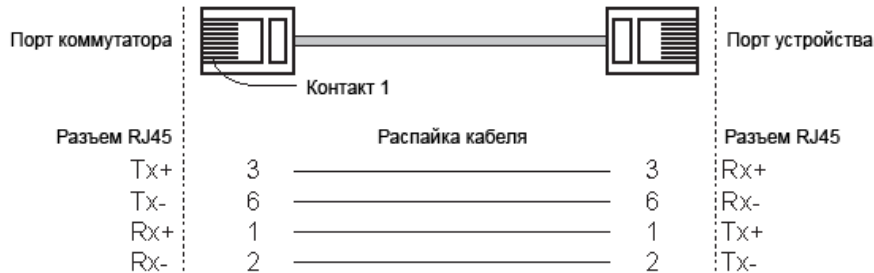 Порт коммутатора
Порт устройства
Контакт 1
Разъем RJ45 Распайка кабеля Разъем RJ45
Tx+ 3 3 Rx+
Tx- 6 6 Rx-
Rx+ 1 1 Tx+
Rx- 2 2 Tx-